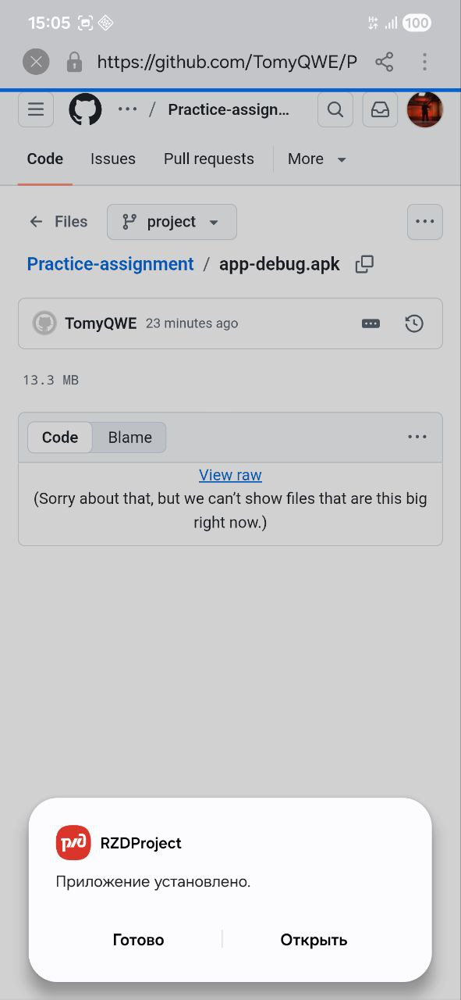 15:05
H+
100
https://github.com/TomyQWE/P
··· / Practice-assign...
Code Issues Pull requests More
Files project
Practice-assignment / app-debug.apk
TomyQWE 23 minutes ago
13.3 MB
Code Blame
View raw
(Sorry about that, but we can’t show files that are this big
right now.)
ржд RZDProject
Приложение установлено.
Готово Открыть